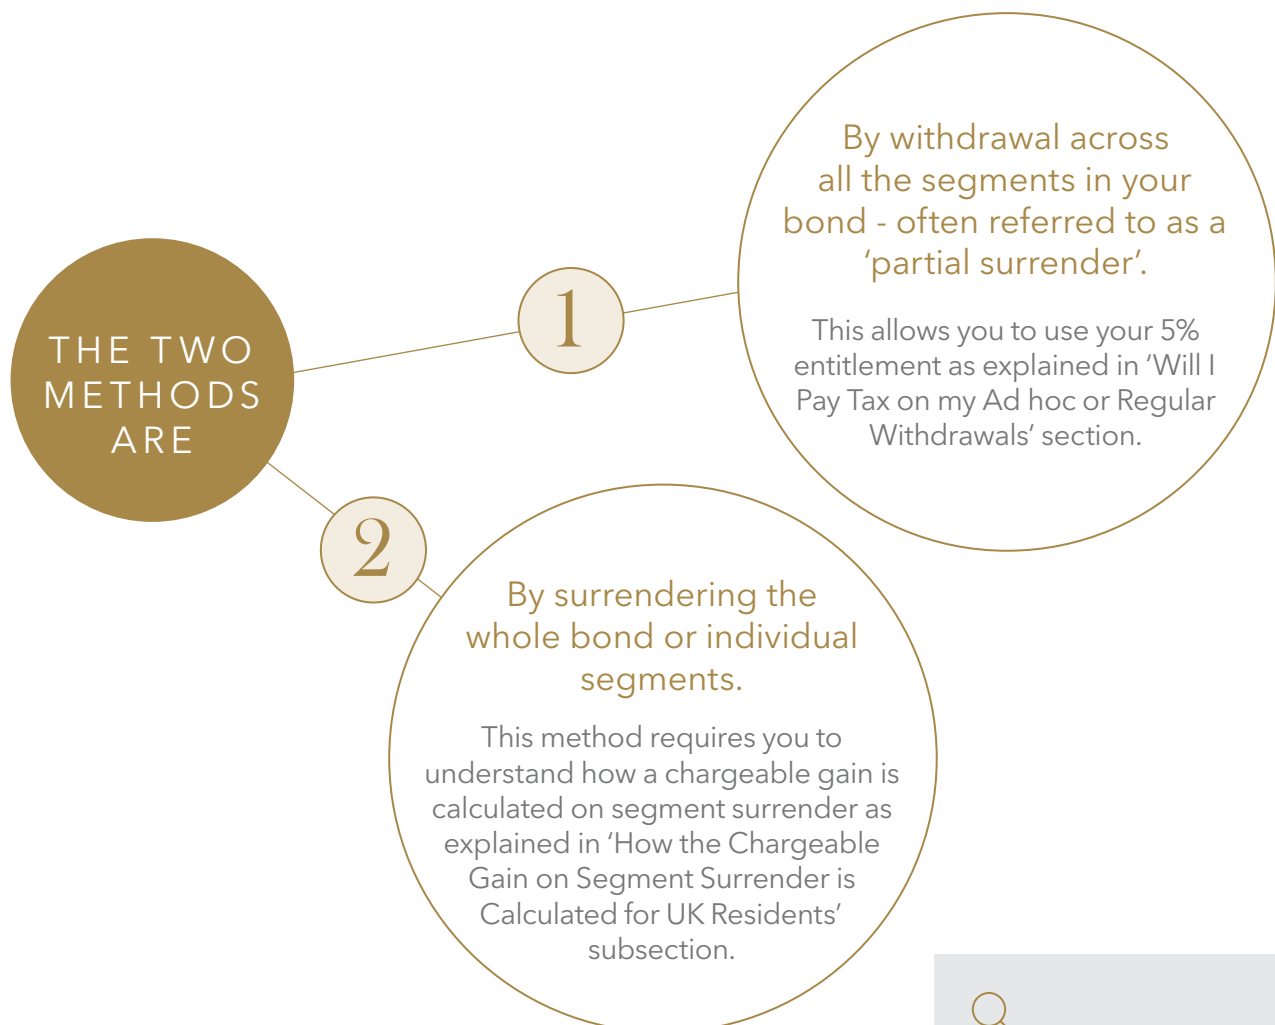 THE TWO
METHODS
ARE
1
By withdrawal across
all the segments in your
bond - often referred to as a
‘partial surrender’.
This allows you to use your 5%
entitlement as explained in ‘Will I
Pay Tax on my Ad hoc or Regular
Withdrawals’ section.
2
By surrendering the
whole bond or individual
segments.
This method requires you to
understand how a chargeable gain is
calculated on segment surrender as
explained in ‘How the Chargeable
Gain on Segment Surrender is
Calculated for UK Residents’
subsection.